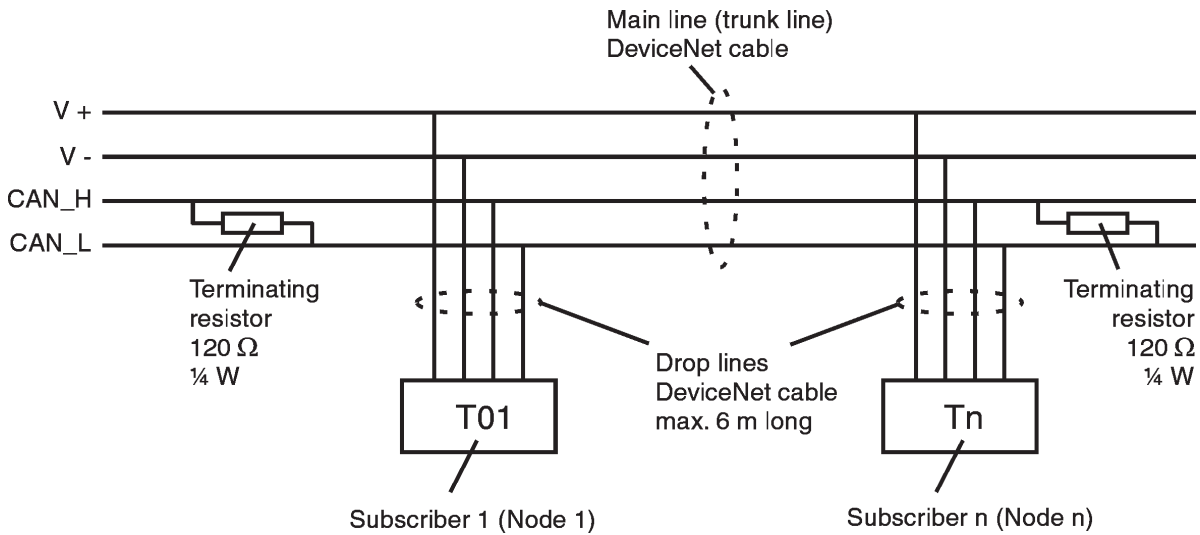 Main line (trunk line)
DeviceNet cable
V +
V -
CAN_H
CAN_L
Terminating
resistor
120 Ω
¼ W
Terminating
resistor
120 Ω
¼ W
Drop lines
DeviceNet cable
max. 6 m long
T01
Tn
Subscriber 1 (Node 1)
Subscriber n (Node n)